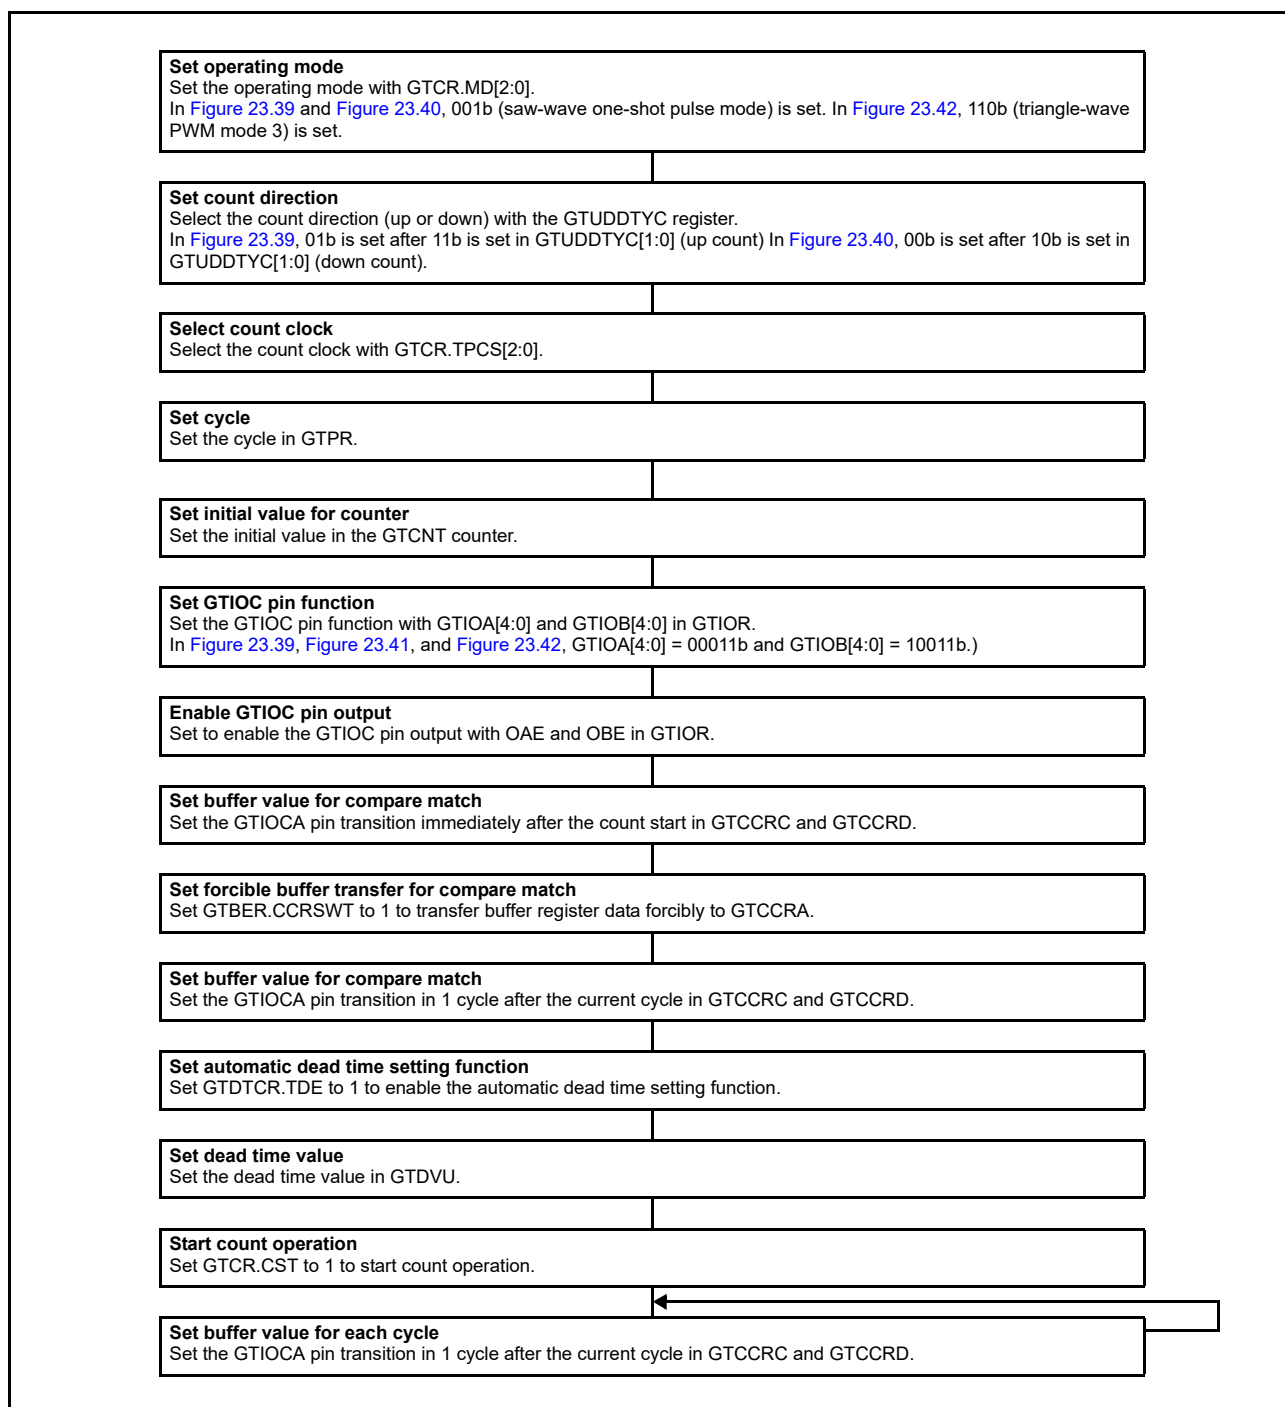 Set operating mode
Set the operating mode with GTCR.MD[2:0].
In Figure 23.39 and Figure 23.40, 001b (saw-wave one-shot pulse mode) is set. In Figure 23.42, 110b (triangle-wave
PWM mode 3) is set.
Set count direction
Select the count direction (up or down) with the GTUDDTYC register.
In Figure 23.39, 01b is set after 11b is set in GTUDDTYC[1:0] (up count) In Figure 23.40, 00b is set after 10b is set in
GTUDDTYC[1:0] (down count).
Select count clock
Select the count clock with GTCR.TPCS[2:0].
Set cycle
Set the cycle in GTPR.
Set initial value for counter
Set the initial value in the GTCNT counter.
Set GTIOC pin function
Set the GTIOC pin function with GTIOA[4:0] and GTIOB[4:0] in GTIOR.
In Figure 23.39, Figure 23.41, and Figure 23.42, GTIOA[4:0] = 00011b and GTIOB[4:0] = 10011b.)
Enable GTIOC pin output
Set to enable the GTIOC pin output with OAE and OBE in GTIOR.
Set buffer value for compare match
Set the GTIOCA pin transition immediately after the count start in GTCCRC and GTCCRD.
Set forcible buffer transfer for compare match
Set GTBER.CCRSWT to 1 to transfer buffer register data forcibly to GTCCRA.
Set buffer value for compare match
Set the GTIOCA pin transition in 1 cycle after the current cycle in GTCCRC and GTCCRD.
Set automatic dead time setting function
Set GTDTCR.TDE to 1 to enable the automatic dead time setting function.
Set dead time value
Set the dead time value in GTDVU.
Start count operation
Set GTCR.CST to 1 to start count operation.
Set buffer value for each cycle
Set the GTIOCA pin transition in 1 cycle after the current cycle in GTCCRC and GTCCRD.